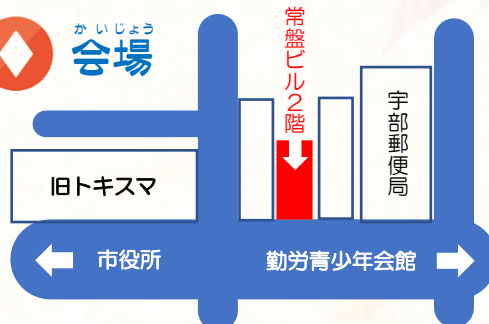 かいじょう
会場
常盤ビル2階
宇部郵便局
旧トキスマ
市役所
勤労青少年会館